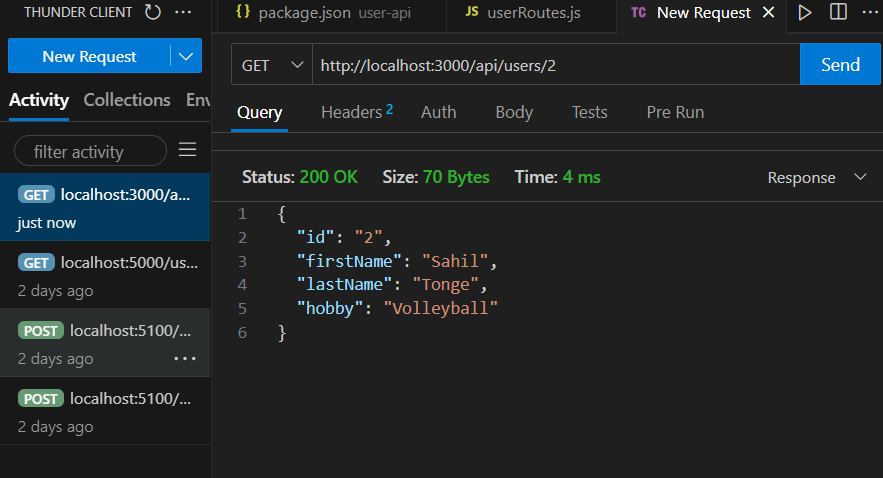 THUNDER CLIENT ...
{} package.json user-api
JS userRoutes.js
TC New Request
New Request
Activity Collections Env
filter activity
GET localhost:3000/a...
just now
GET localhost:5000/us...
2 days ago
POST localhost:5100/...
2 days ago ...
POST localhost:5100/...
2 days ago
GET http://localhost:3000/api/users/2 Send
Query Headers 2 Auth Body Tests Pre Run
Status: 200 OK Size: 70 Bytes Time: 4 ms Response
1 {
2 "id": "2",
3 "firstName": "Sahil",
4 "lastName": "Tonge",
5 "hobby": "Volleyball"
6 }